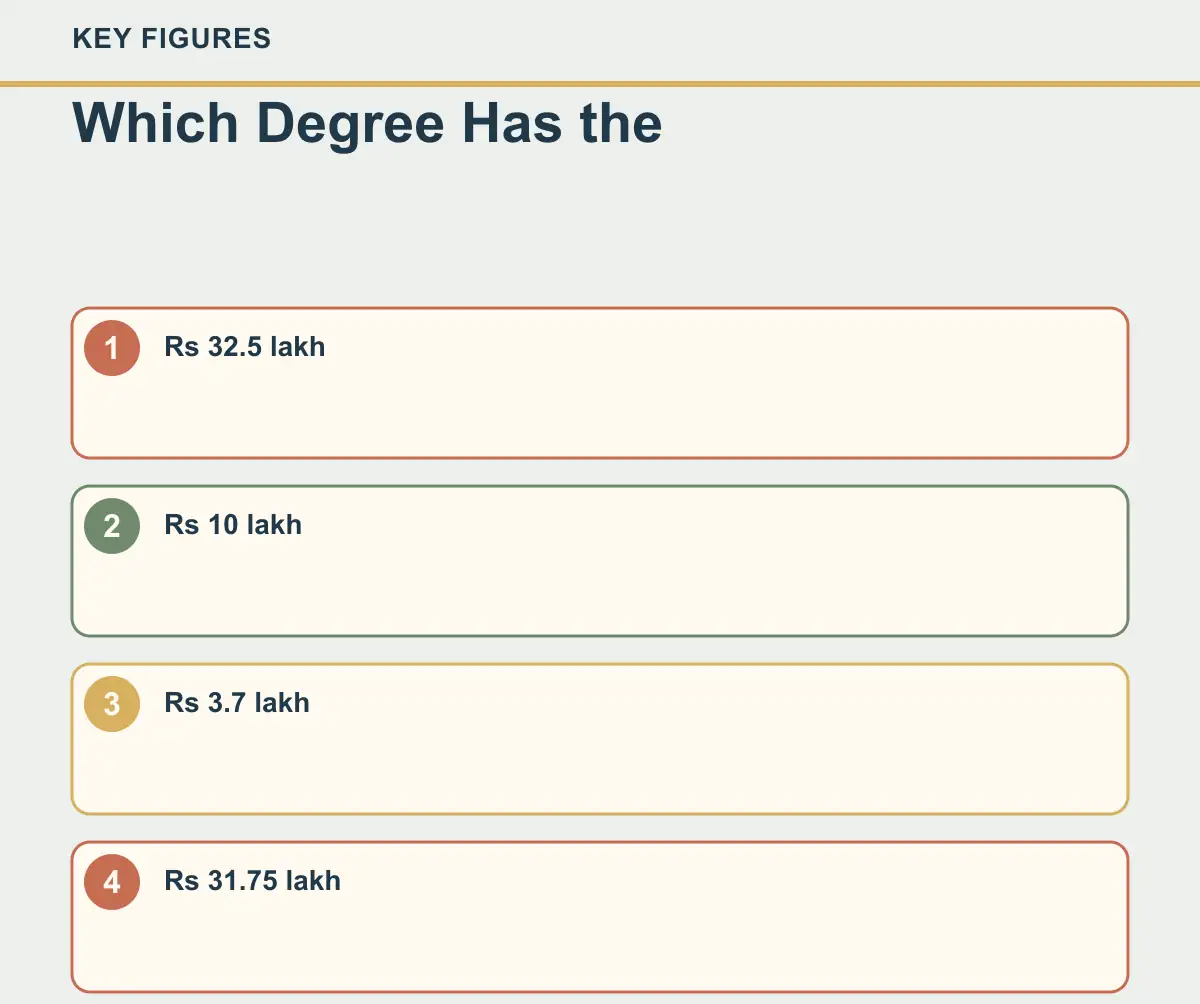 KEY FIGURES
Which Degree Has the
1 Rs 32.5 lakh
2 Rs 10 lakh
3 Rs 3.7 lakh
4 Rs 31.75 lakh